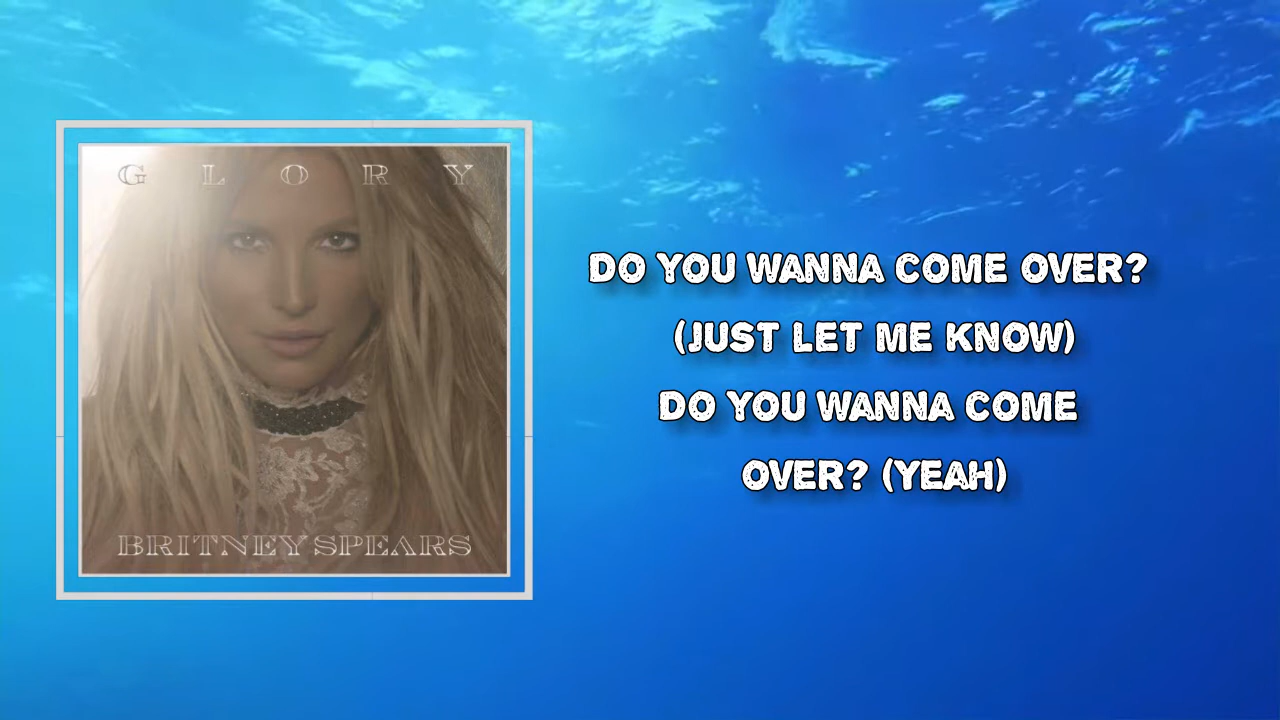 GLORY
BRITNEY SPEARS
DO YOU WANNA COME OVER?
(JUST LET ME KNOW)
DO YOU WANNA COME
OVER? (YEAH)